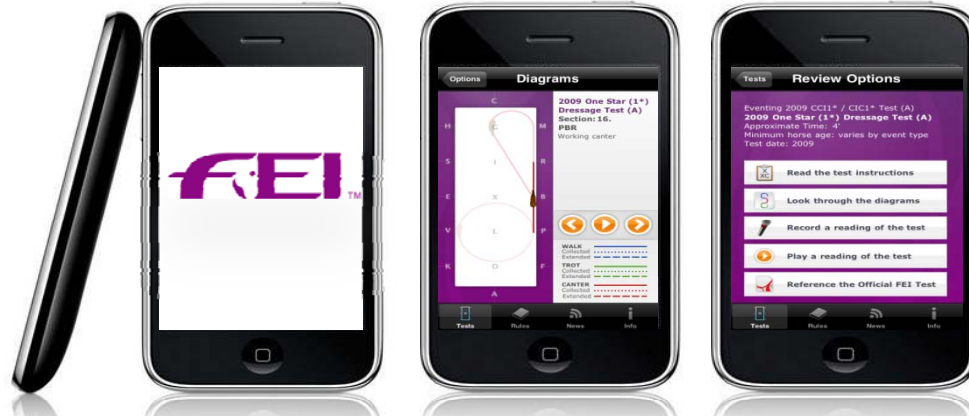 FEI™
Options
Diagrams
C
H
M
S
I
R
E
X
B
V
L
P
K
D
F
A
2009 One Star (1*)
Dressage Test (A)
Section: 16.
PBR
Working canter
WALK
Collected
Extended
TROT
Collected
Extended
CANTER
Collected
Extended
Tests
Rules
News
Info
Tests
Review Options
Eventing 2009 CCI1* / CIC1* Test (A)
2009 One Star (1*) Dressage Test (A)
Approximate Time: 4'
Minimum horse age: varies by event type
Test date: 2009
Read the test instructions
Look through the diagrams
Record a reading of the test
Play a reading of the test
Reference the Official FEI Test
Tests
Rules
News
Info